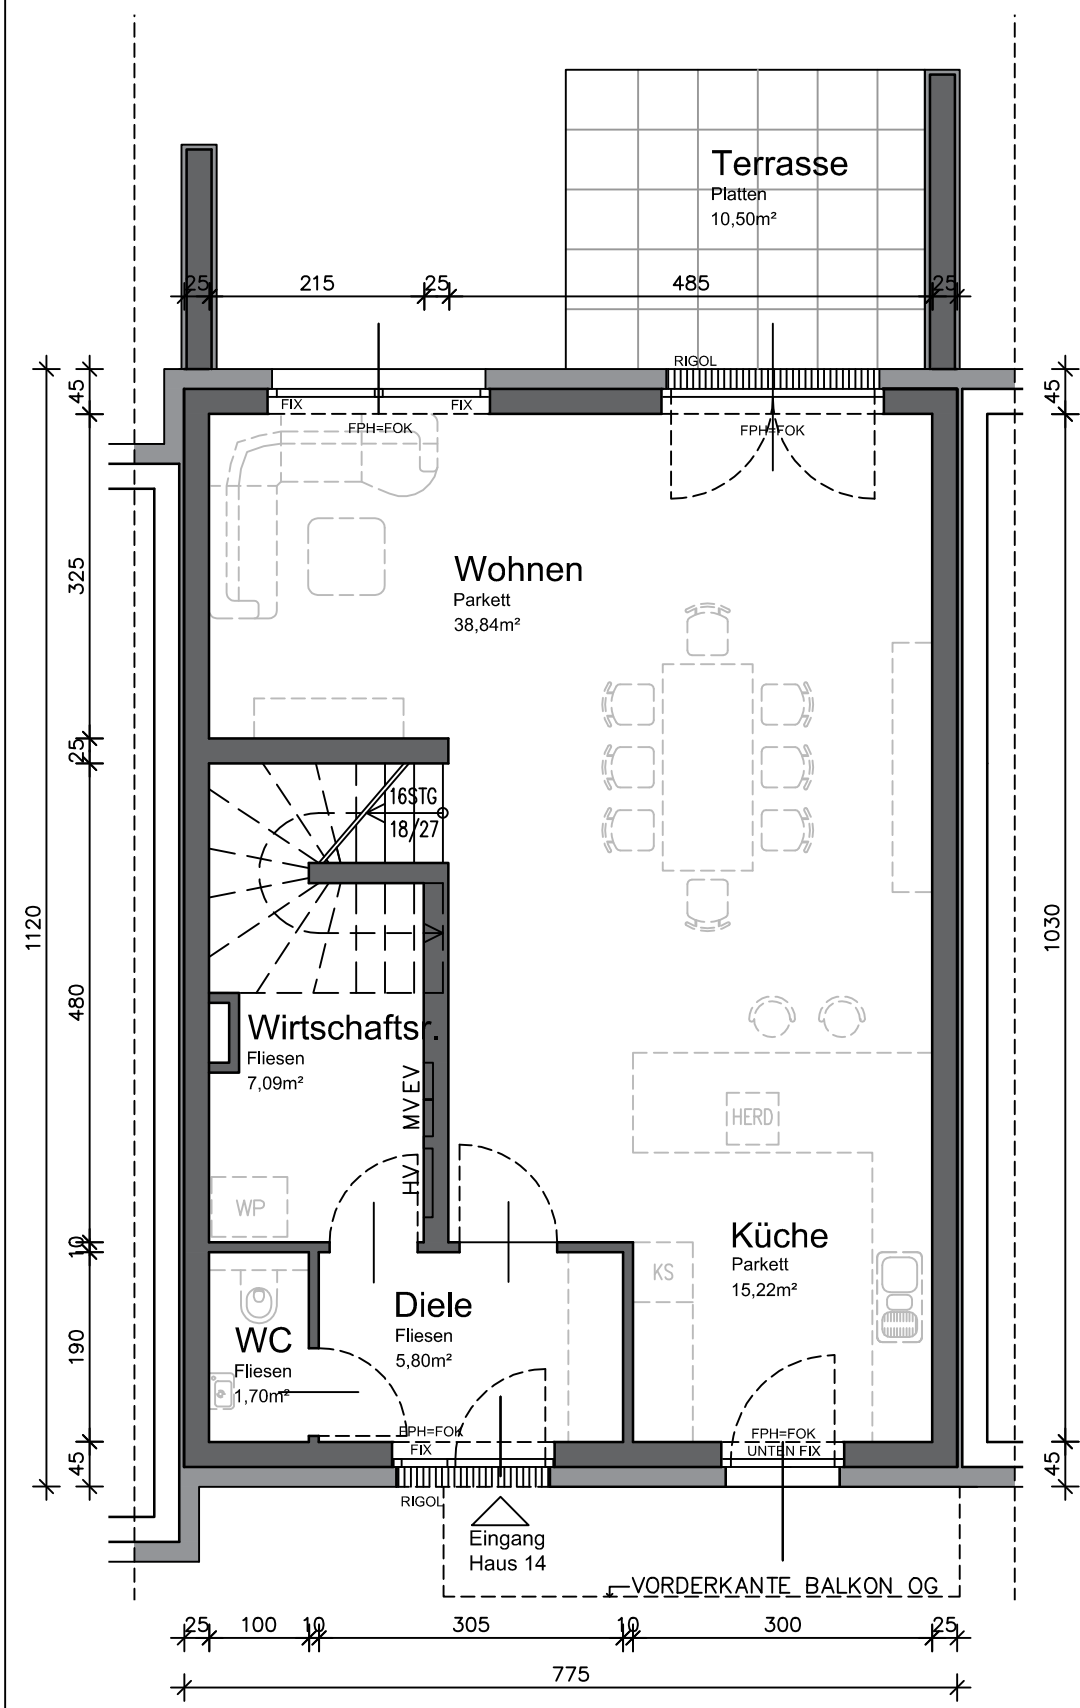 Terrasse
Platten
10,50m²
25
215
25
485
25
RIGOL
45
45
FIX
FIX
FPH=FOK
FPH=FOK
Wohnen
Parkett
38,84m²
325
25
16STG
18/27
1120
1030
480
Wirtschaftsr.
Fliesen
7,09m²
EV
MV
HV
HERD
WP
10
Küche
Parkett
15,22m²
KS
Diele
Fliesen
5,80m²
WC
Fliesen
1,70m²
190
FPH=FOK
FIX
FPH=FOK
UNTEN FIX
45
45
RIGOL
Eingang
Haus 14
VORDERKANTE BALKON OG
25
100
10
305
10
300
25
775